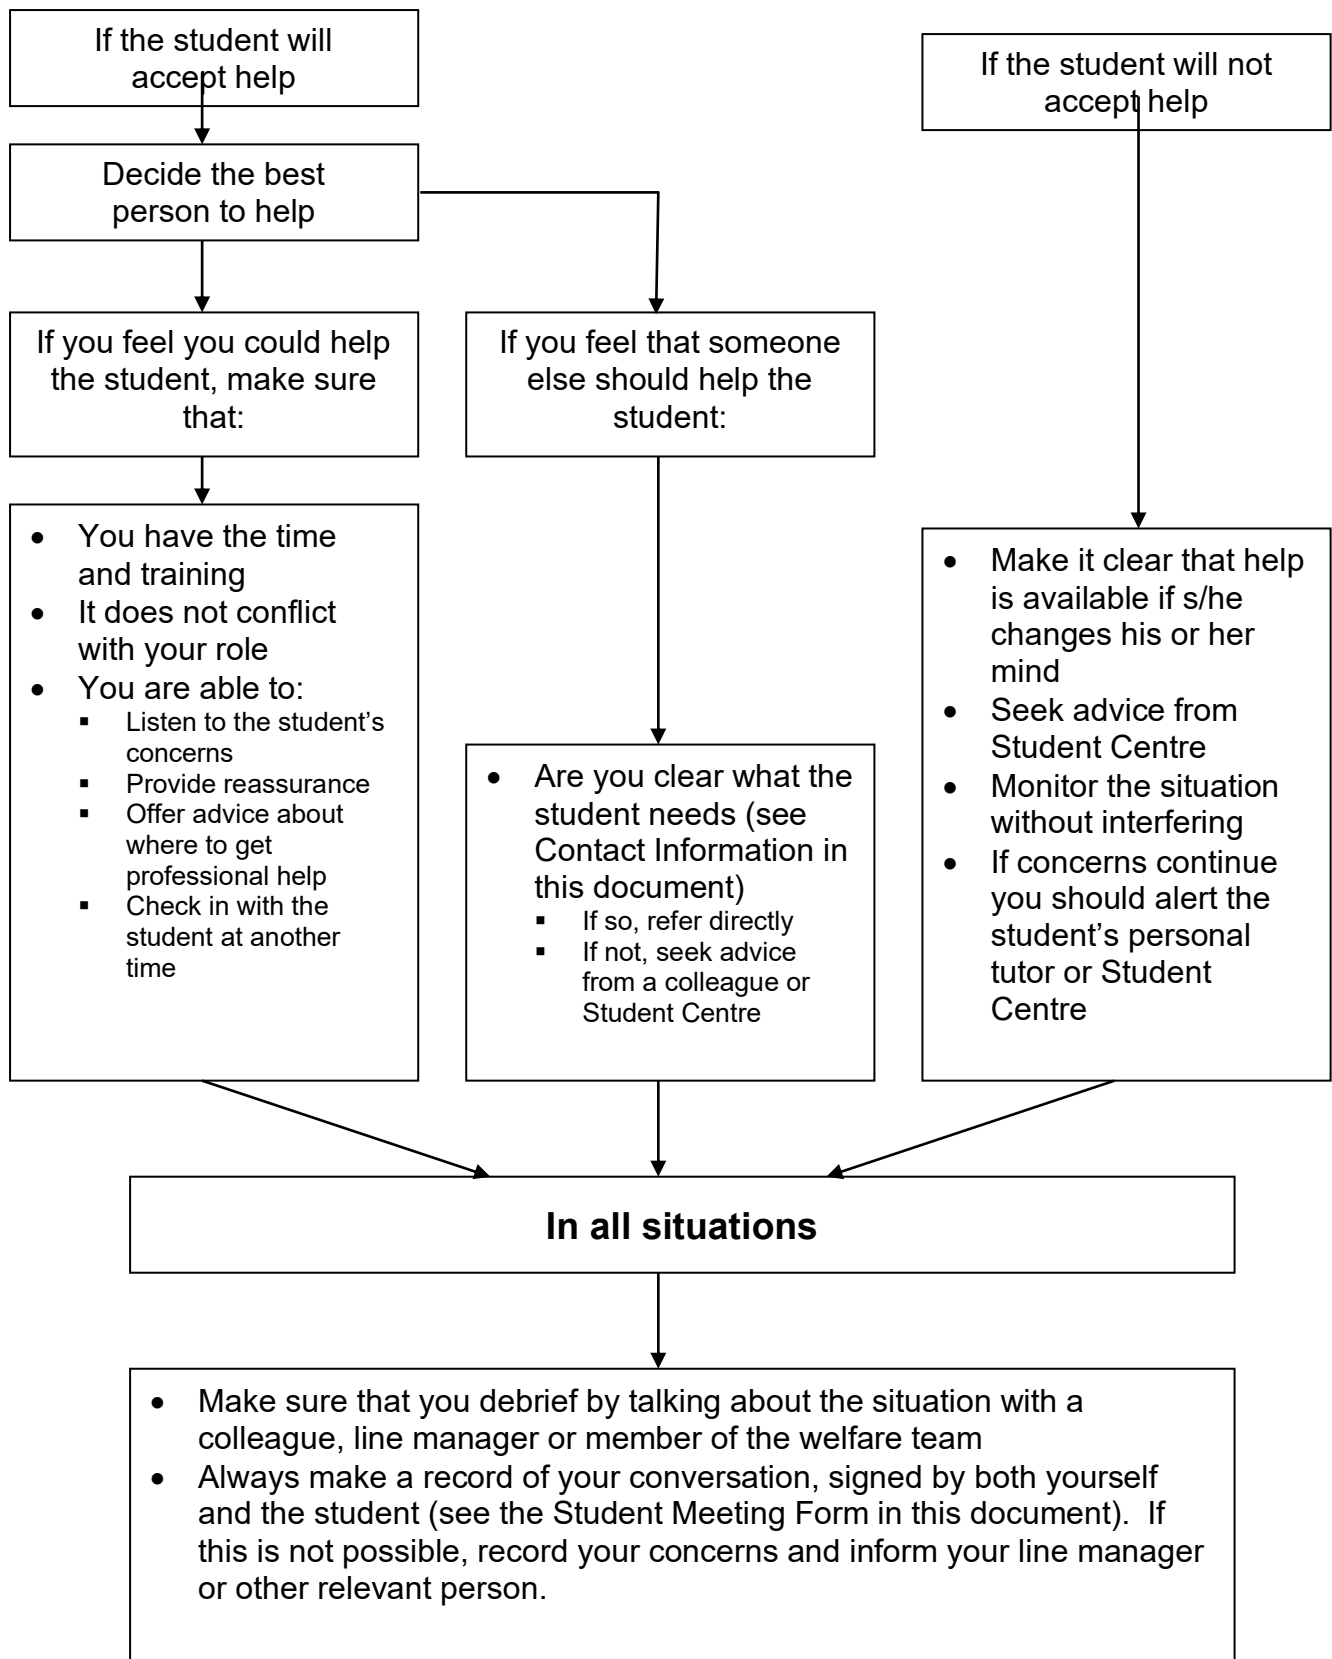 If the student will
accept help
If the student will not
accept help
Decide the best
person to help
If you feel you could help
the student, make sure
that:
If you feel that someone
else should help the
student:
• You have the time
and training
• It does not conflict
with your role
• You are able to:
▪ Listen to the student’s
concerns
▪ Provide reassurance
▪ Offer advice about
where to get
professional help
▪ Check in with the
student at another
time
• Are you clear what the
student needs (see
Contact Information in
this document)
▪ If so, refer directly
▪ If not, seek advice
from a colleague or
Student Centre
• Make it clear that help
is available if s/he
changes his or her
mind
• Seek advice from
Student Centre
• Monitor the situation
without interfering
• If concerns continue
you should alert the
student’s personal
tutor or Student
Centre
In all situations
• Make sure that you debrief by talking about the situation with a
colleague, line manager or member of the welfare team
• Always make a record of your conversation, signed by both yourself
and the student (see the Student Meeting Form in this document).  If
this is not possible, record your concerns and inform your line manager
or other relevant person.